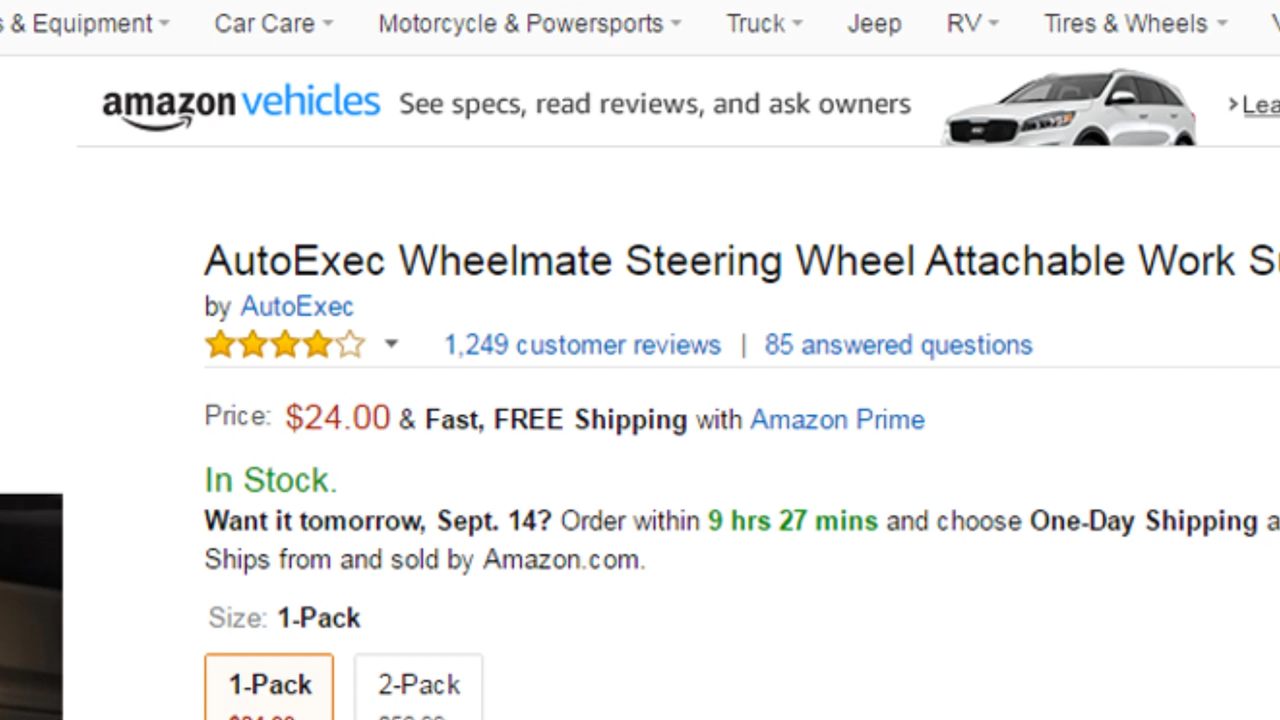 & Equipment Car Care Motorcycle & Powersports Truck Jeep RV Tires & Wheels
amazon vehicles See specs, read reviews, and ask owners
AutoExec Wheelmate Steering Wheel Attachable Work
by AutoExec
1,249 customer reviews | 85 answered questions
Price: $24.00 & Fast, FREE Shipping with Amazon Prime
In Stock.
Want it tomorrow, Sept. 14? Order within 9 hrs 27 mins and choose One-Day Shipping
Ships from and sold by Amazon.com.
Size: 1-Pack
1-Pack 2-Pack